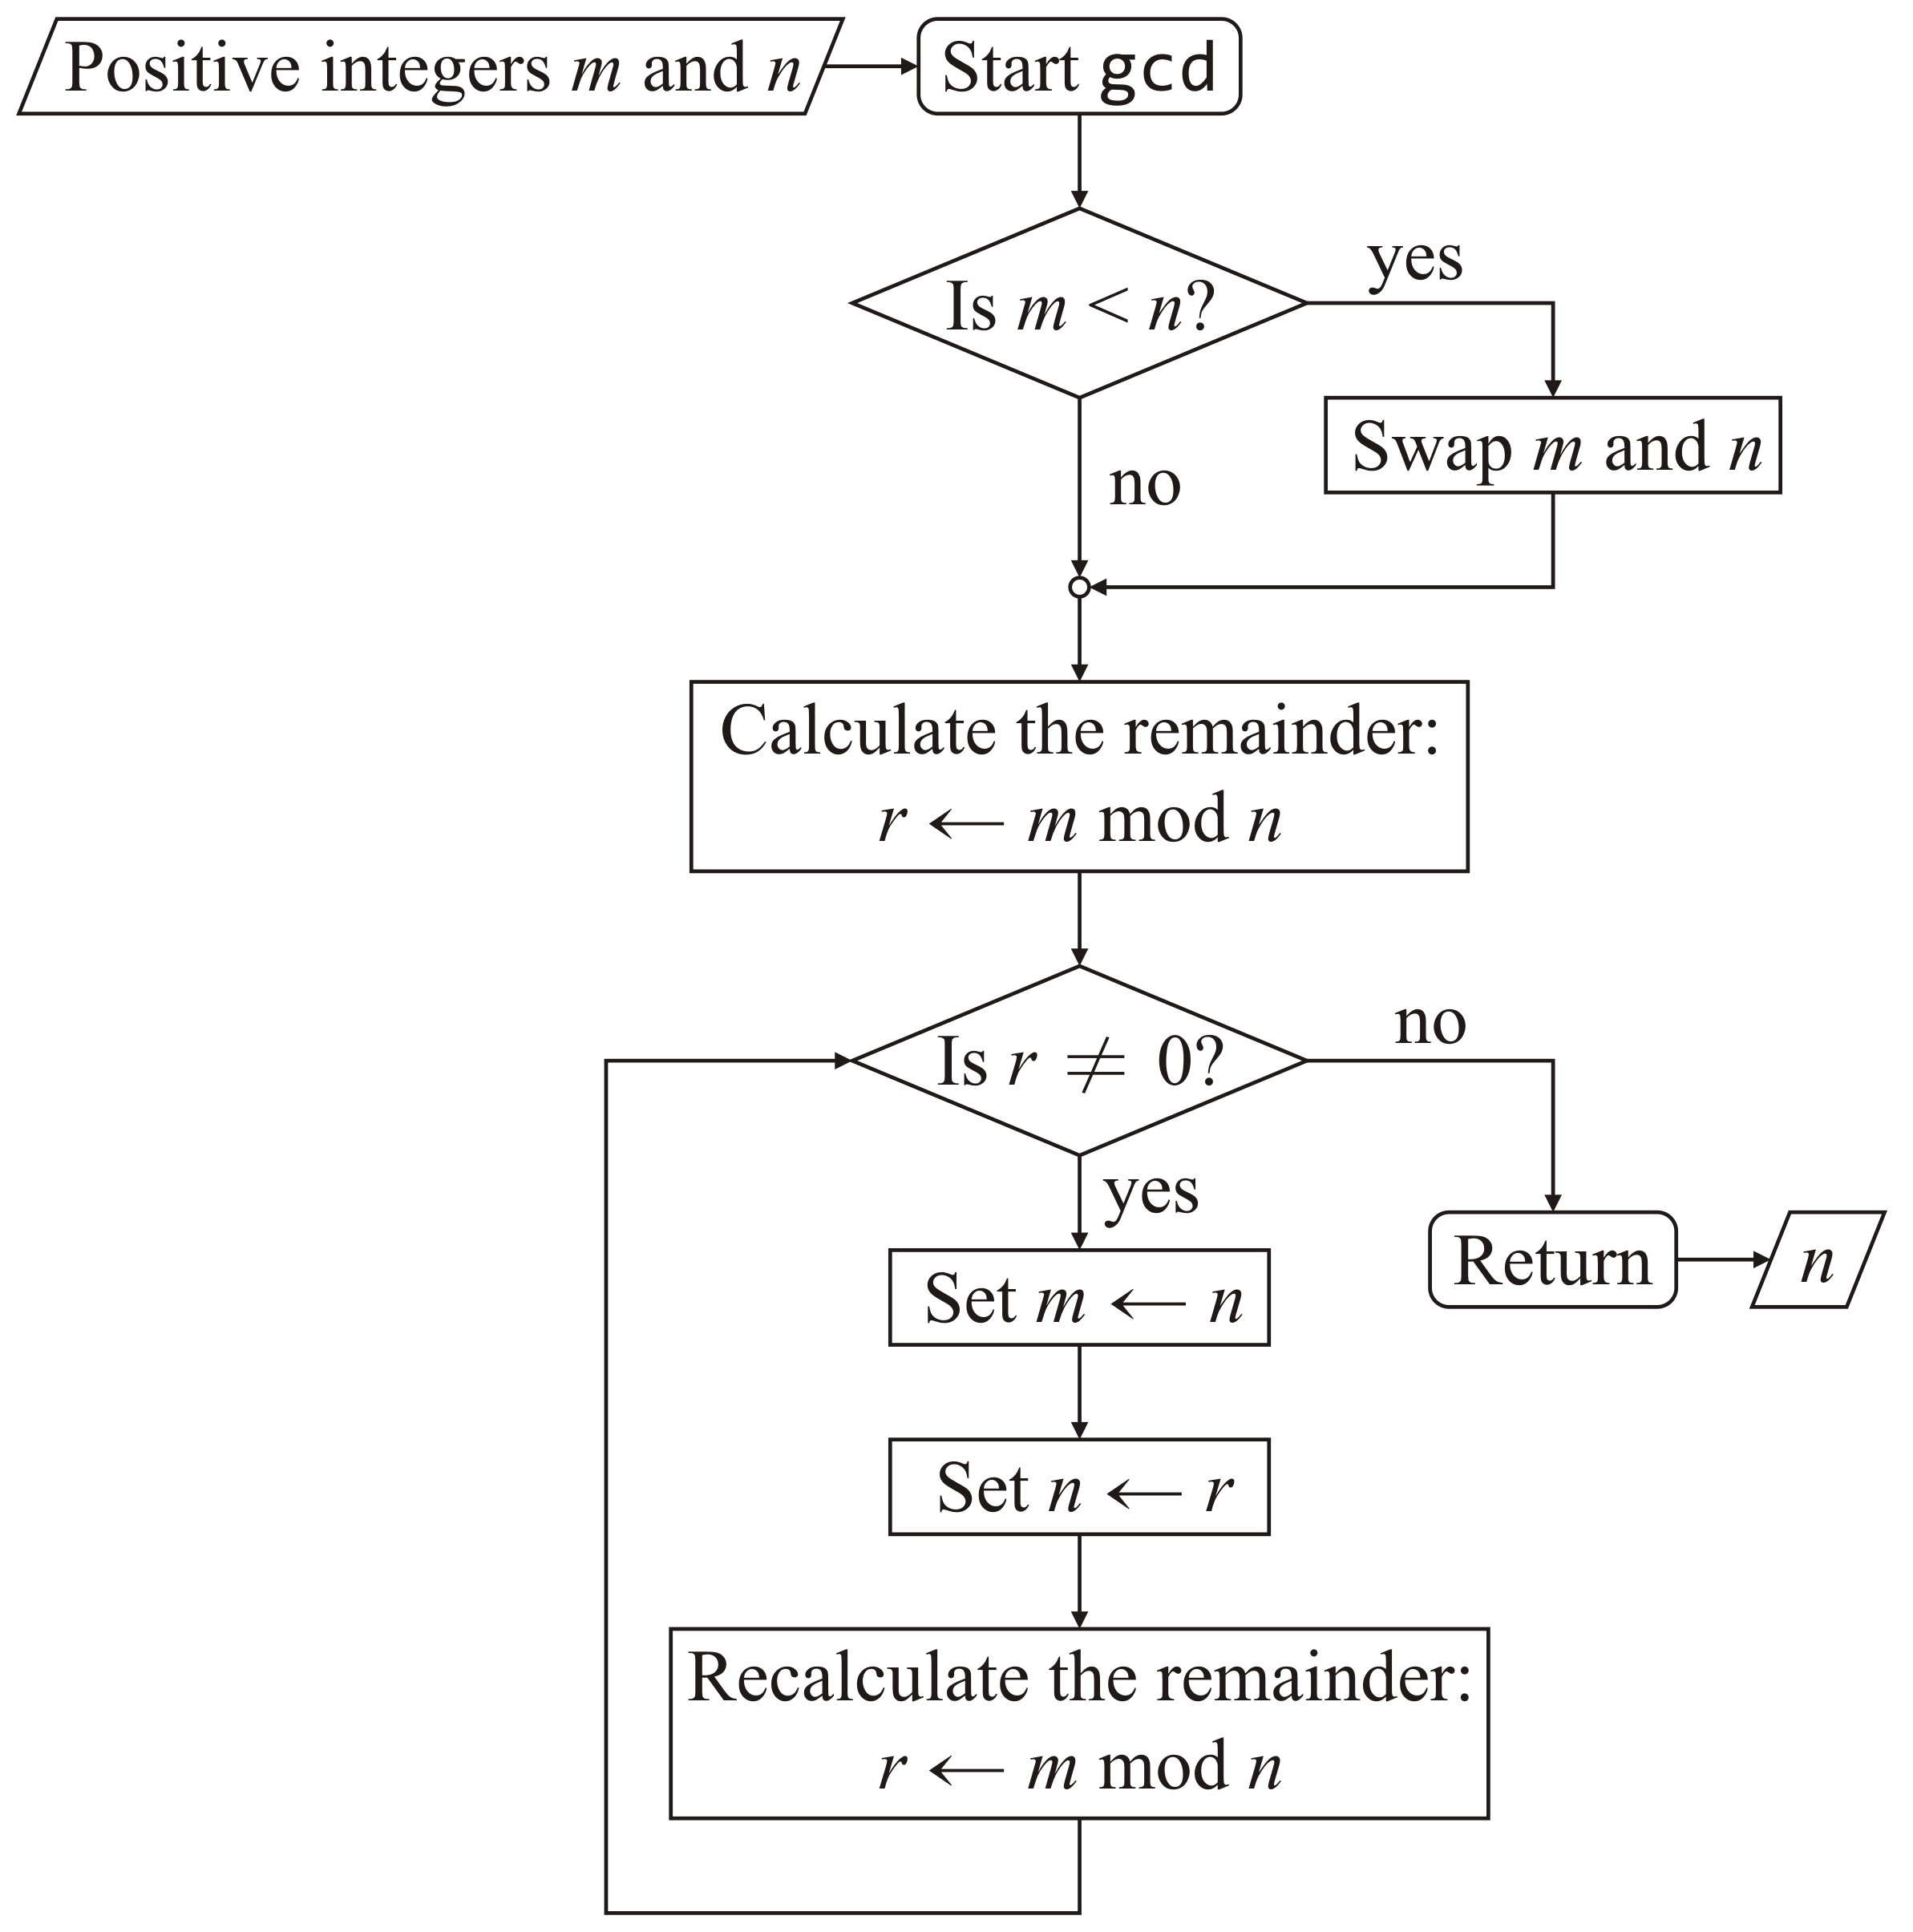 Positive integers m and n
Start gcd
Is m < n?
yes
Swap m and n
no
Calculate the remainder:
r ← m mod n
Is r ≠ 0?
no
yes
Return
n
Set m ← n
Set n ← r
Recalculate the remainder:
r ← m mod n